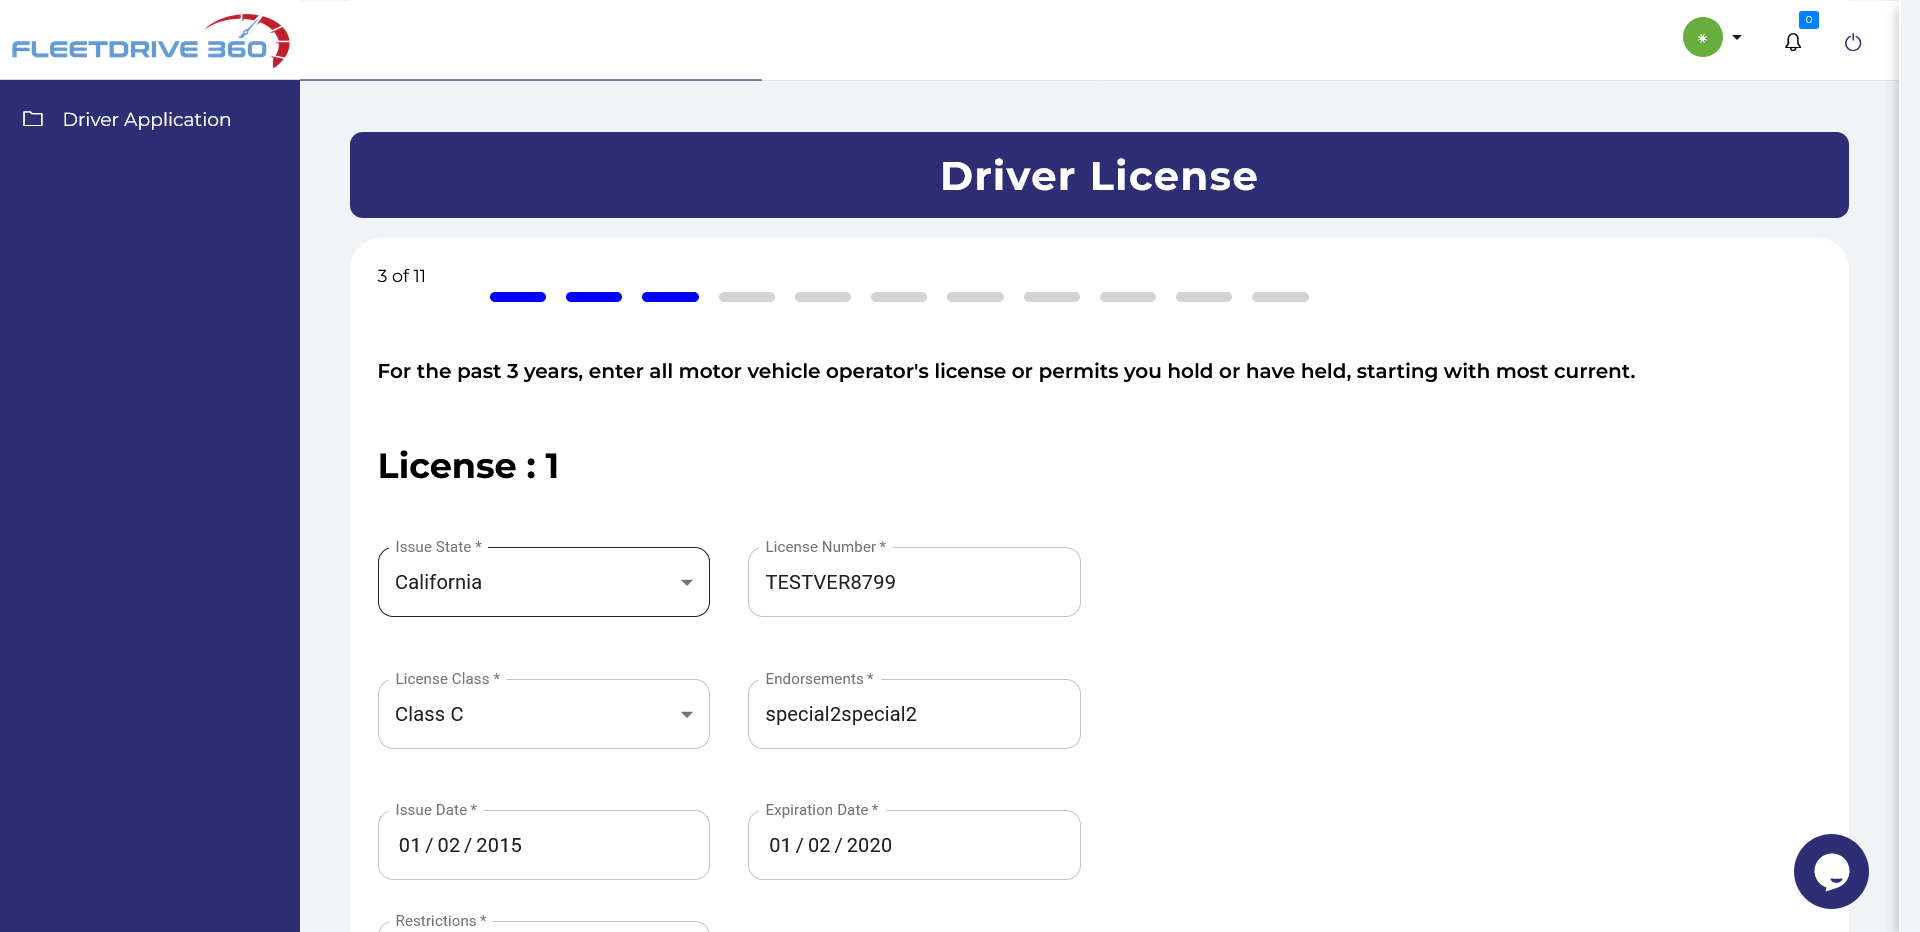 FLEETDRIVE 360
0
Driver Application
Driver License
3 of 11
For the past 3 years, enter all motor vehicle operator's license or permits you hold or have held, starting with most current.
License : 1
Issue State *
California
License Number *
TESTVER8799
License Class *
Class C
Endorsements *
special2special2
Issue Date *
01 / 02 / 2015
Expiration Date *
01 / 02 / 2020
Restrictions *